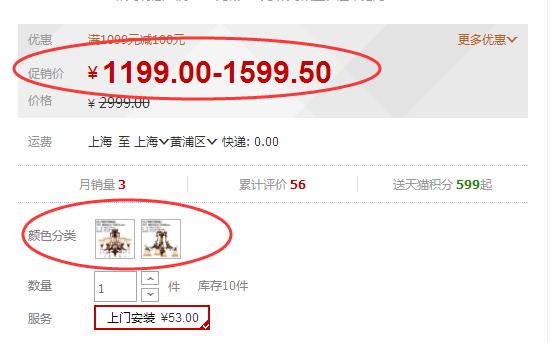 优惠 满1099元减100元 更多优惠
促销价 ¥ 1199.00-1599.50
价格 ¥ 2999.00
运费 上海 至 上海 黄浦区 快递: 0.00
月销量 3 累计评价 56 送天猫积分 599起
颜色分类
数量 1 件 库存10件
服务 上门安装 ¥53.00